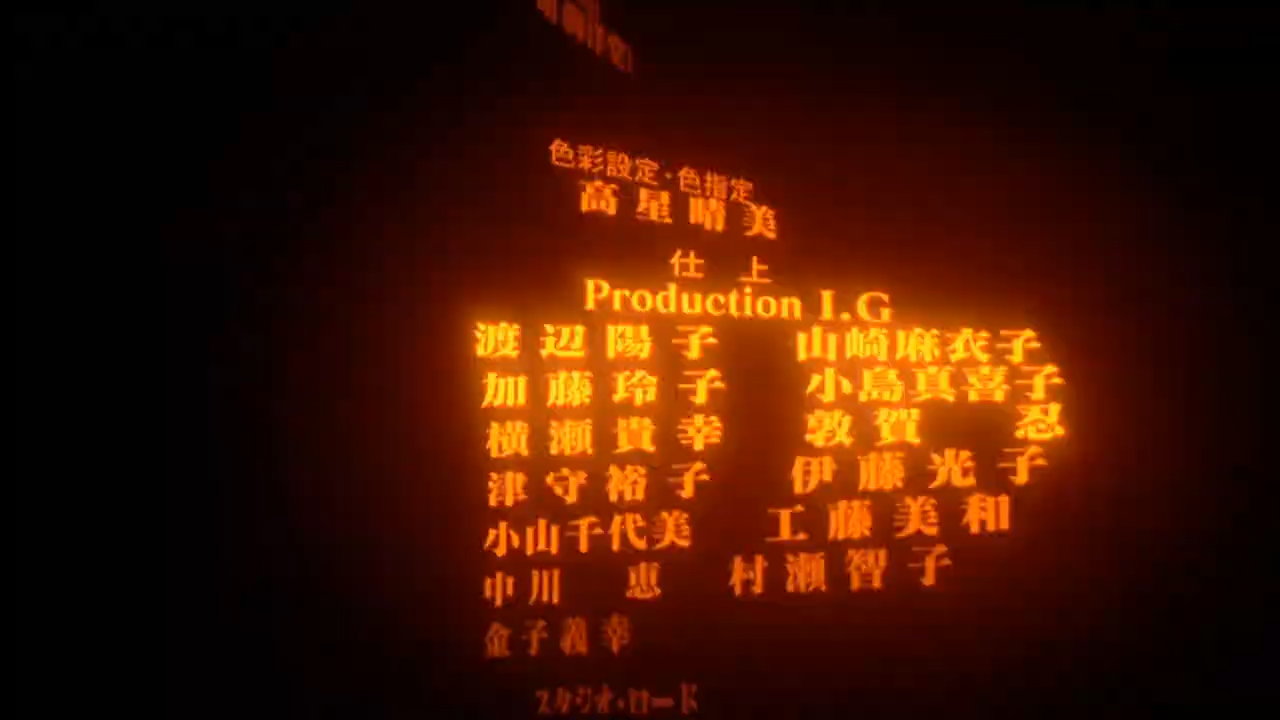 色彩設定・色指定
高星晴美
仕上
Production I.G
渡辺陽子 山崎麻衣子
加藤玲子 小島真喜子
横瀬貴幸 敦賀 忍
津守裕子 伊藤光子
小山千代美 工藤美和
中川 恵 村瀬智子
金子義幸
スタジオ・ロード